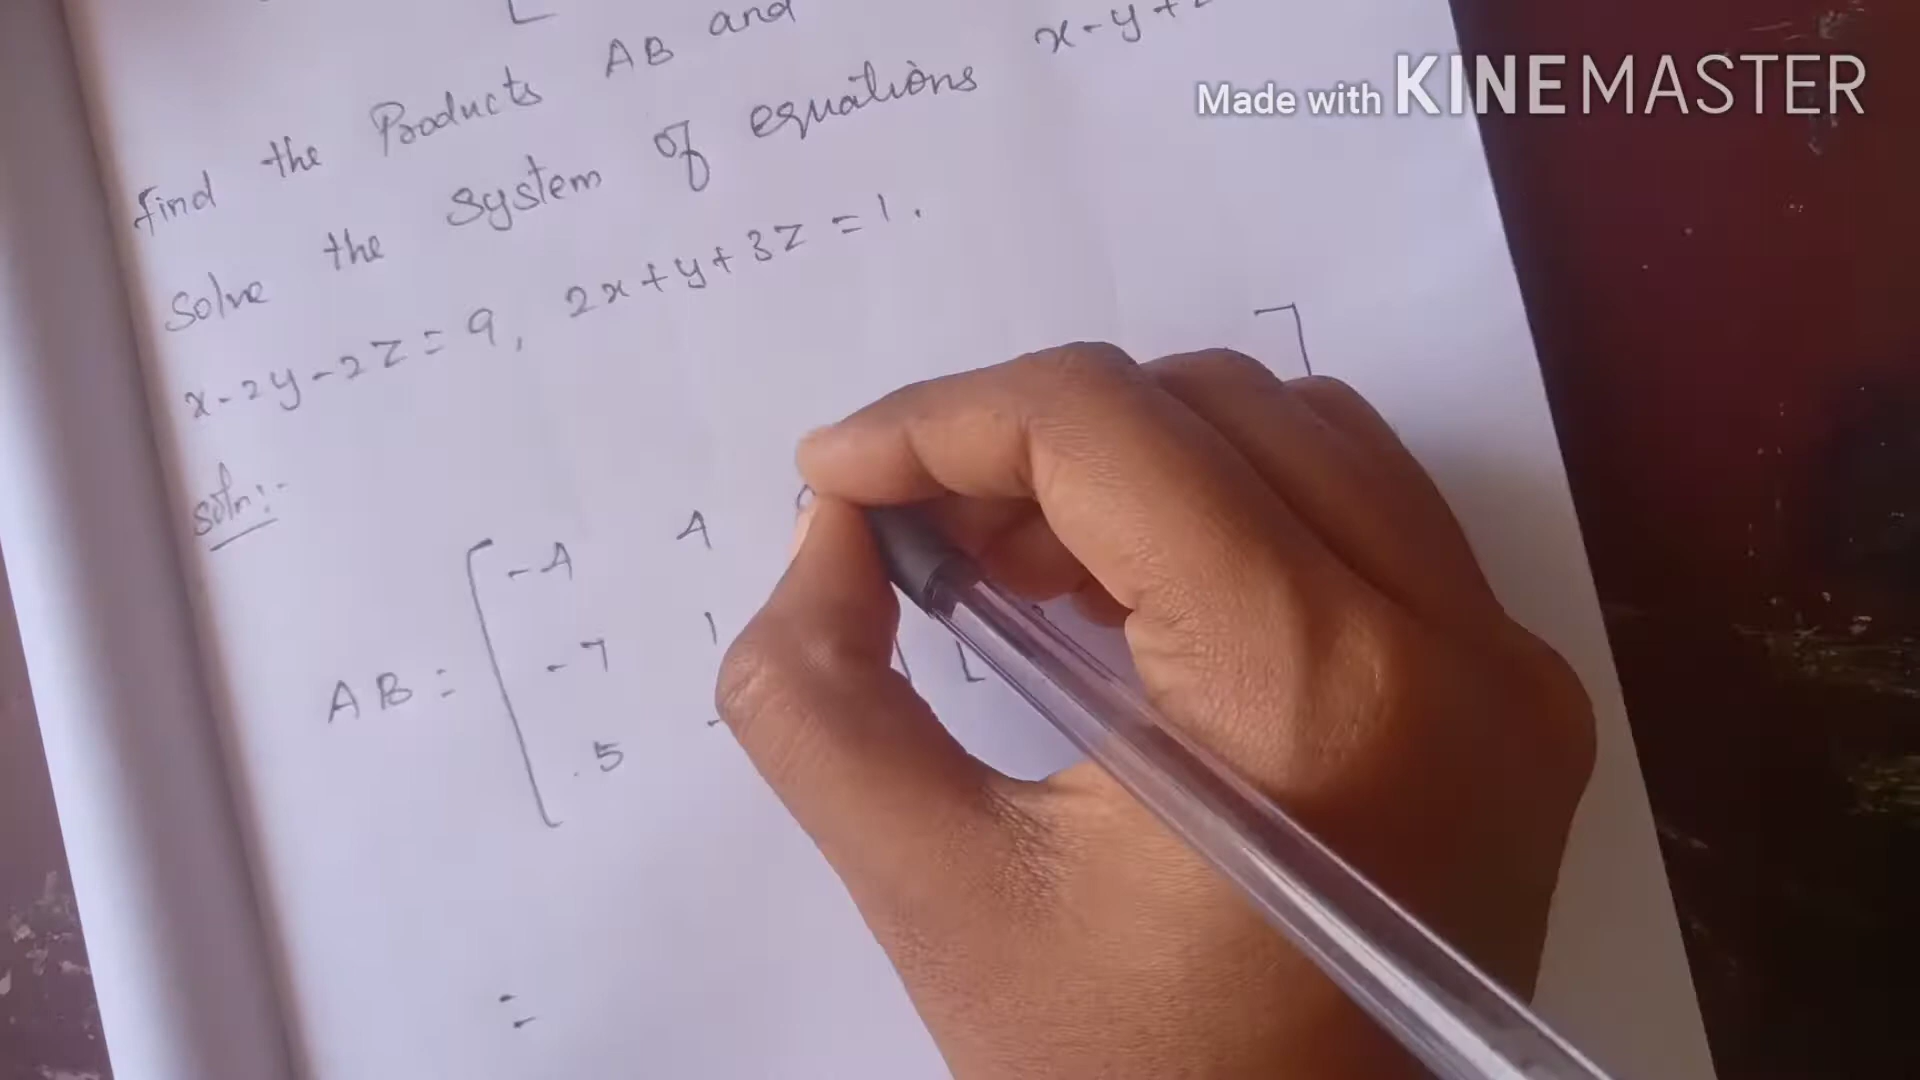 find the Products AB and
Solve the system of equations x-y+z
x-2y-2z=9, 2x+y+3z=1.
Made with KINEMASTER
Soln:-
-4 4
AB = -7 1
5 -
=